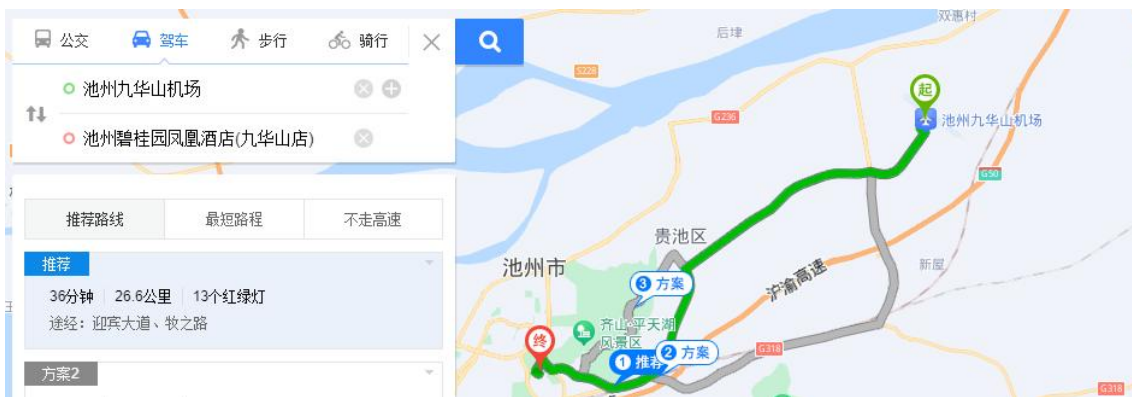 公交 驾车 步行 骑行
池州九华山机场
池州碧桂园凤凰酒店(九华山店)
推荐路线 最短路程 不走高速
推荐
36分钟 26.6公里 13个红绿灯
途经：迎宾大道、牧之路
方案2
双惠村
后埂
S228
G236
起
池州九华山机场
G50
贵池区
池州市
3 方案
沪渝高速
新屋
齐山·平天湖
风景区
终
1 推荐
2 方案
G318
G318